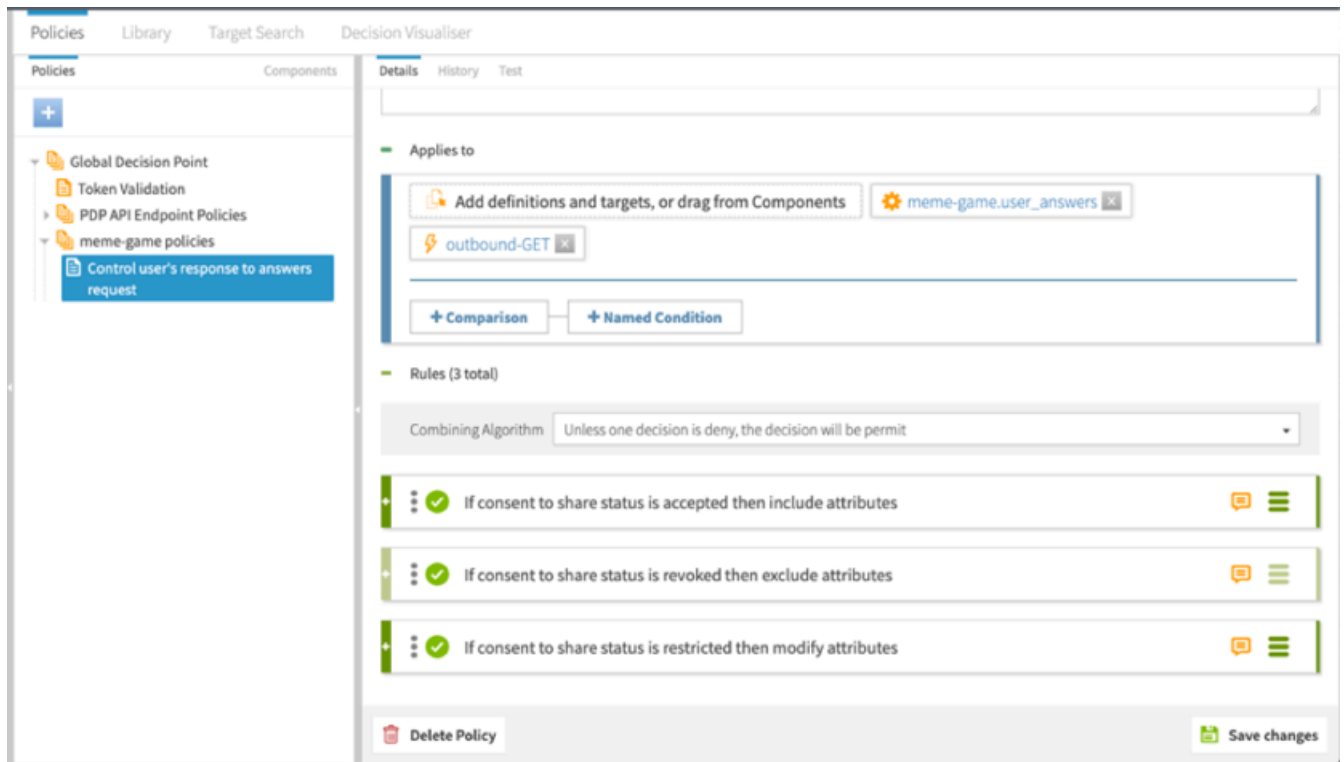 Policies Library Target Search Decision Visualiser
Policies Components
Details History Test
Global Decision Point
Token Validation
PDP API Endpoint Policies
meme-game policies
Control user's response to answers
request
Applies to
Add definitions and targets, or drag from Components meme-game.user_answers
outbound-GET
+ Comparison + Named Condition
Rules (3 total)
Combining Algorithm Unless one decision is deny, the decision will be permit
If consent to share status is accepted then include attributes
If consent to share status is revoked then exclude attributes
If consent to share status is restricted then modify attributes
Delete Policy Save changes